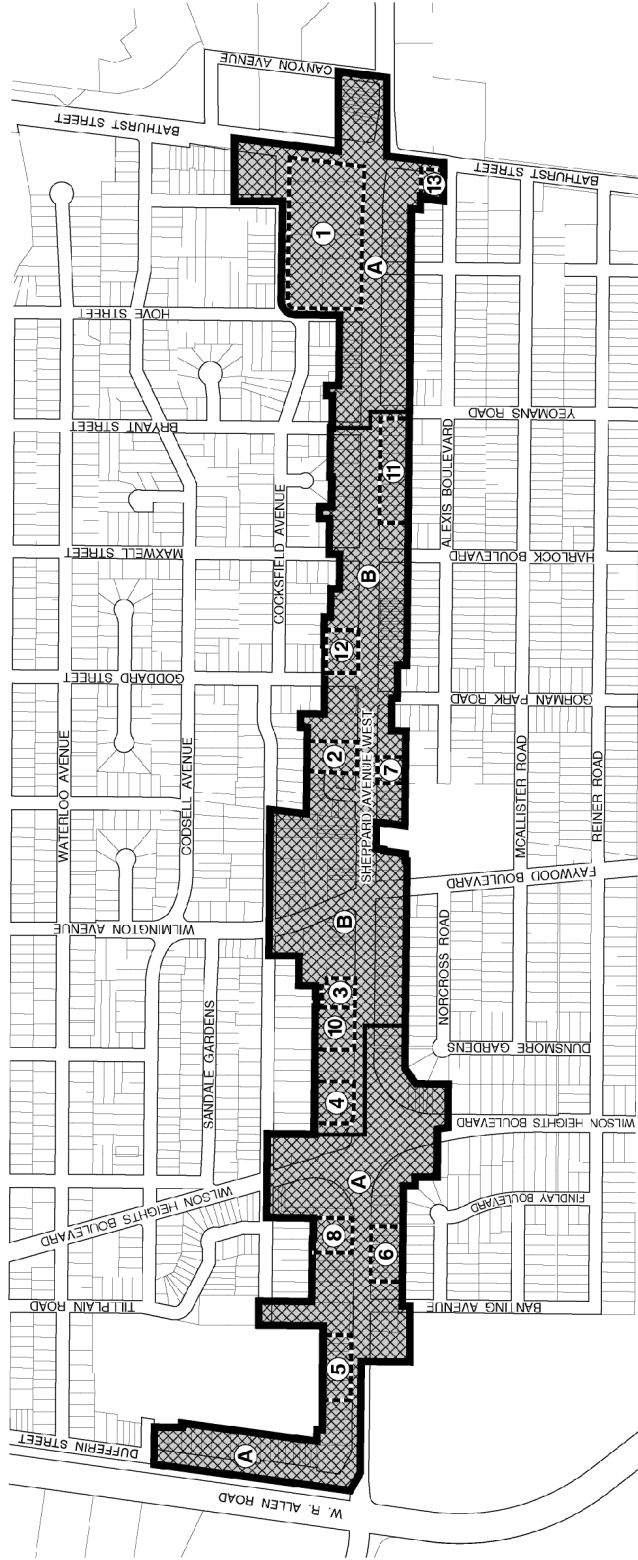 CANYON AVENUE
BATHURST STREET
BATHURST STREET
13
1
A
HOVE STREET
BRYANT STREET
YEOMANS ROAD
11
ALEXIS BOULEVARD
COCKSFIELD AVENUE
MAXWELL STREET
HARLOCK BOULEVARD
B
12
GODDARD STREET
GORMAN PARK ROAD
WATERLOO AVENUE
CODSELL AVENUE
2
SHEPPARD AVENUE WEST
7
MCALLISTER ROAD
REINER ROAD
FAYWOOD BOULEVARD
WILMINGTON AVENUE
B
NORCROSS ROAD
3
10
SANDALE GARDENS
DUNSMORE GARDENS
4
WILSON HEIGHTS BOULEVARD
WILSON HEIGHTS BOULEVARD
A
FINDLAY BOULEVARD
8
6
TILLPLAIN ROAD
BANTING AVENUE
5
DUFFERIN STREET
A
W. R. ALLEN ROAD